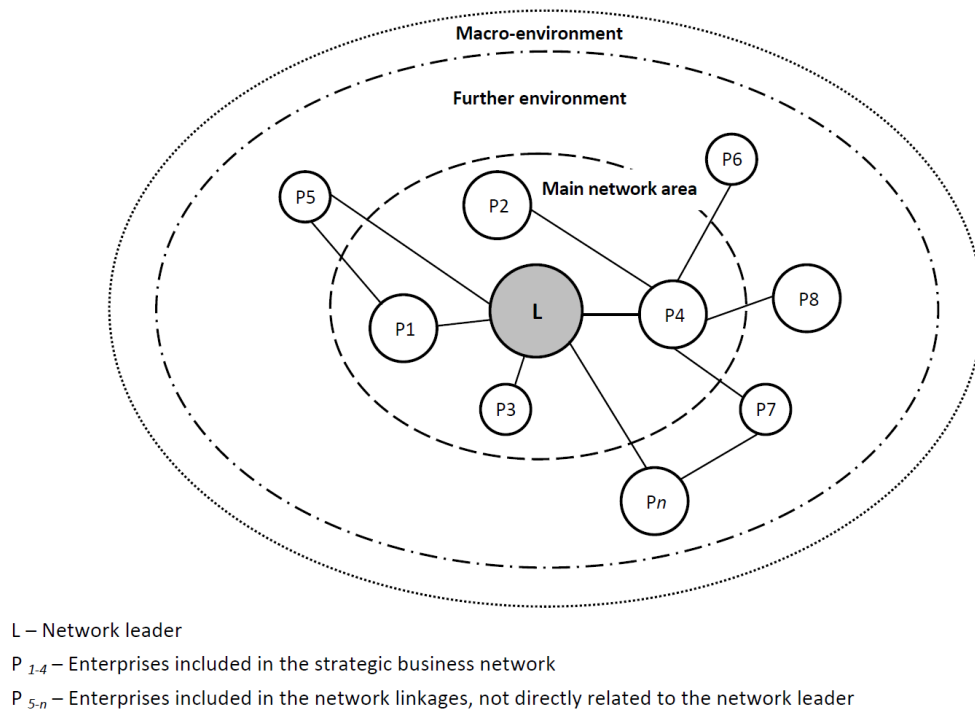 Macro-environment
Further environment
P6
Main network area
P5
P2
P8
L
P4
P1
P3
P7
Pn
L – Network leader
P 1-4 – Enterprises included in the strategic business network
P 5-n – Enterprises included in the network linkages, not directly related to the network leader